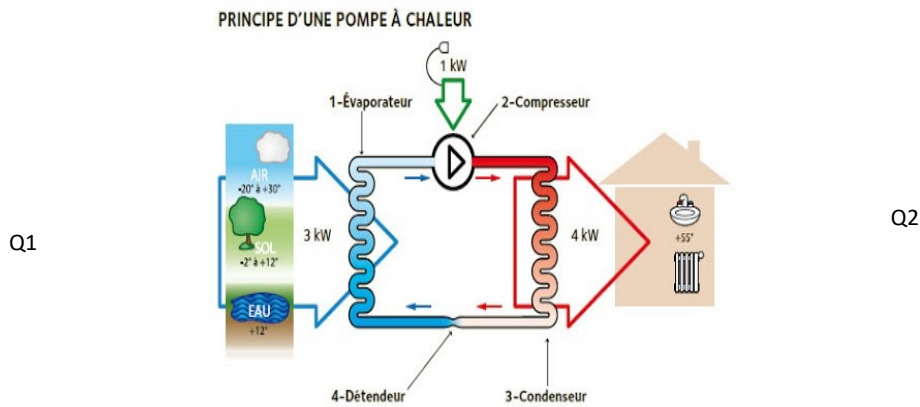 PRINCIPE D'UNE POMPE À CHALEUR
1 kW
1-Évaporateur
2-Compresseur
AIR
-20° à +30°
SOL
-2° à +12°
EAU
+12°
3 kW
4 kW
+55°
Q1
Q2
4-Détendeur
3-Condenseur